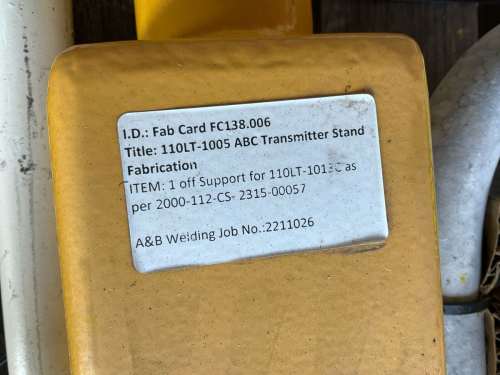 I.D.: Fab Card FC138.006
Title: 110LT-1005 ABC Transmitter Stand
Fabrication
ITEM: 1 off Support for 110LT-1013C as
per 2000-112-CS- 2315-00057
A&B Welding Job No.:2211026